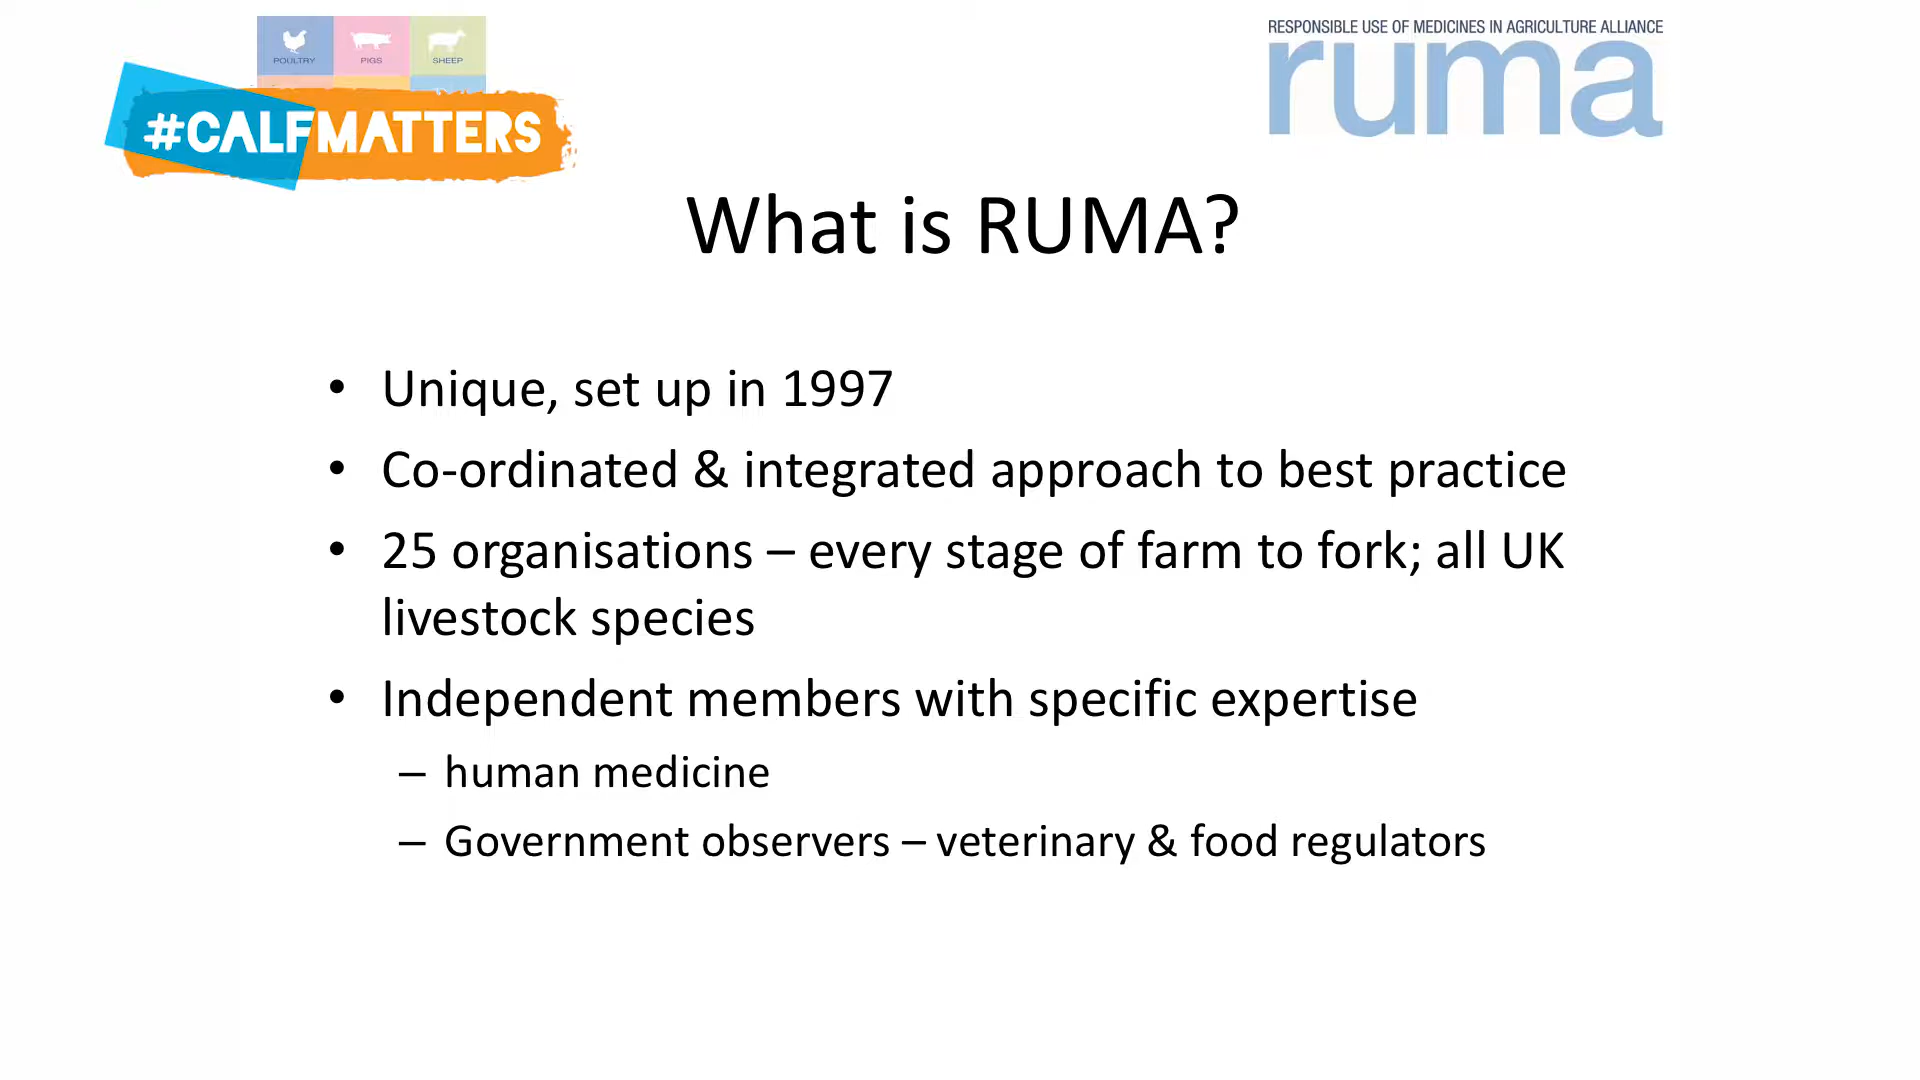 POULTRY PIGS SHEEP
#CALFMATTERS
RESPONSIBLE USE OF MEDICINES IN AGRICULTURE ALLIANCE
ruma
What is RUMA?
• Unique, set up in 1997
• Co-ordinated & integrated approach to best practice
• 25 organisations – every stage of farm to fork; all UK
livestock species
• Independent members with specific expertise
– human medicine
– Government observers – veterinary & food regulators